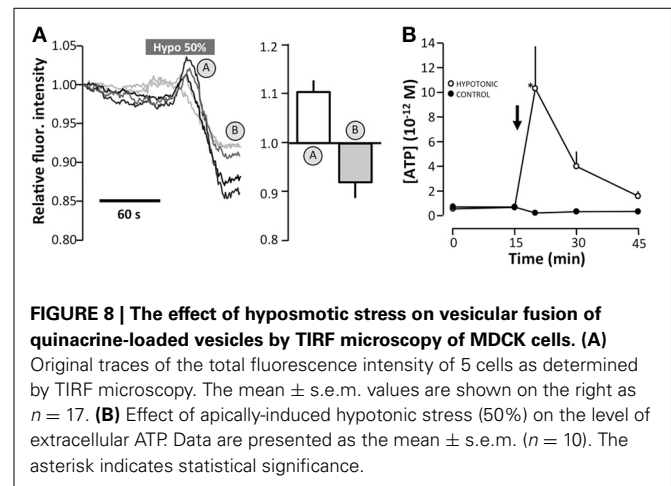 A
B
1.05
1.00
0.95
0.90
0.85
0.80
Relative fluor. intensity
Hypo 50%
A
B
60 s
1.2
1.1
1.0
0.9
0.8
A
B
14
12
10
8
6
4
2
0
[ATP] (10-12 M)
HYPOTONIC
CONTROL
*
0
15
30
45
Time (min)
FIGURE 8 | The effect of hyposmotic stress on vesicular fusion of
quinacrine-loaded vesicles by TIRF microscopy of MDCK cells. (A)
Original traces of the total fluorescence intensity of 5 cells as determined
by TIRF microscopy. The mean ± s.e.m. values are shown on the right as
n = 17. (B) Effect of apically-induced hypotonic stress (50%) on the level of
extracellular ATP. Data are presented as the mean ± s.e.m. (n = 10). The
asterisk indicates statistical significance.